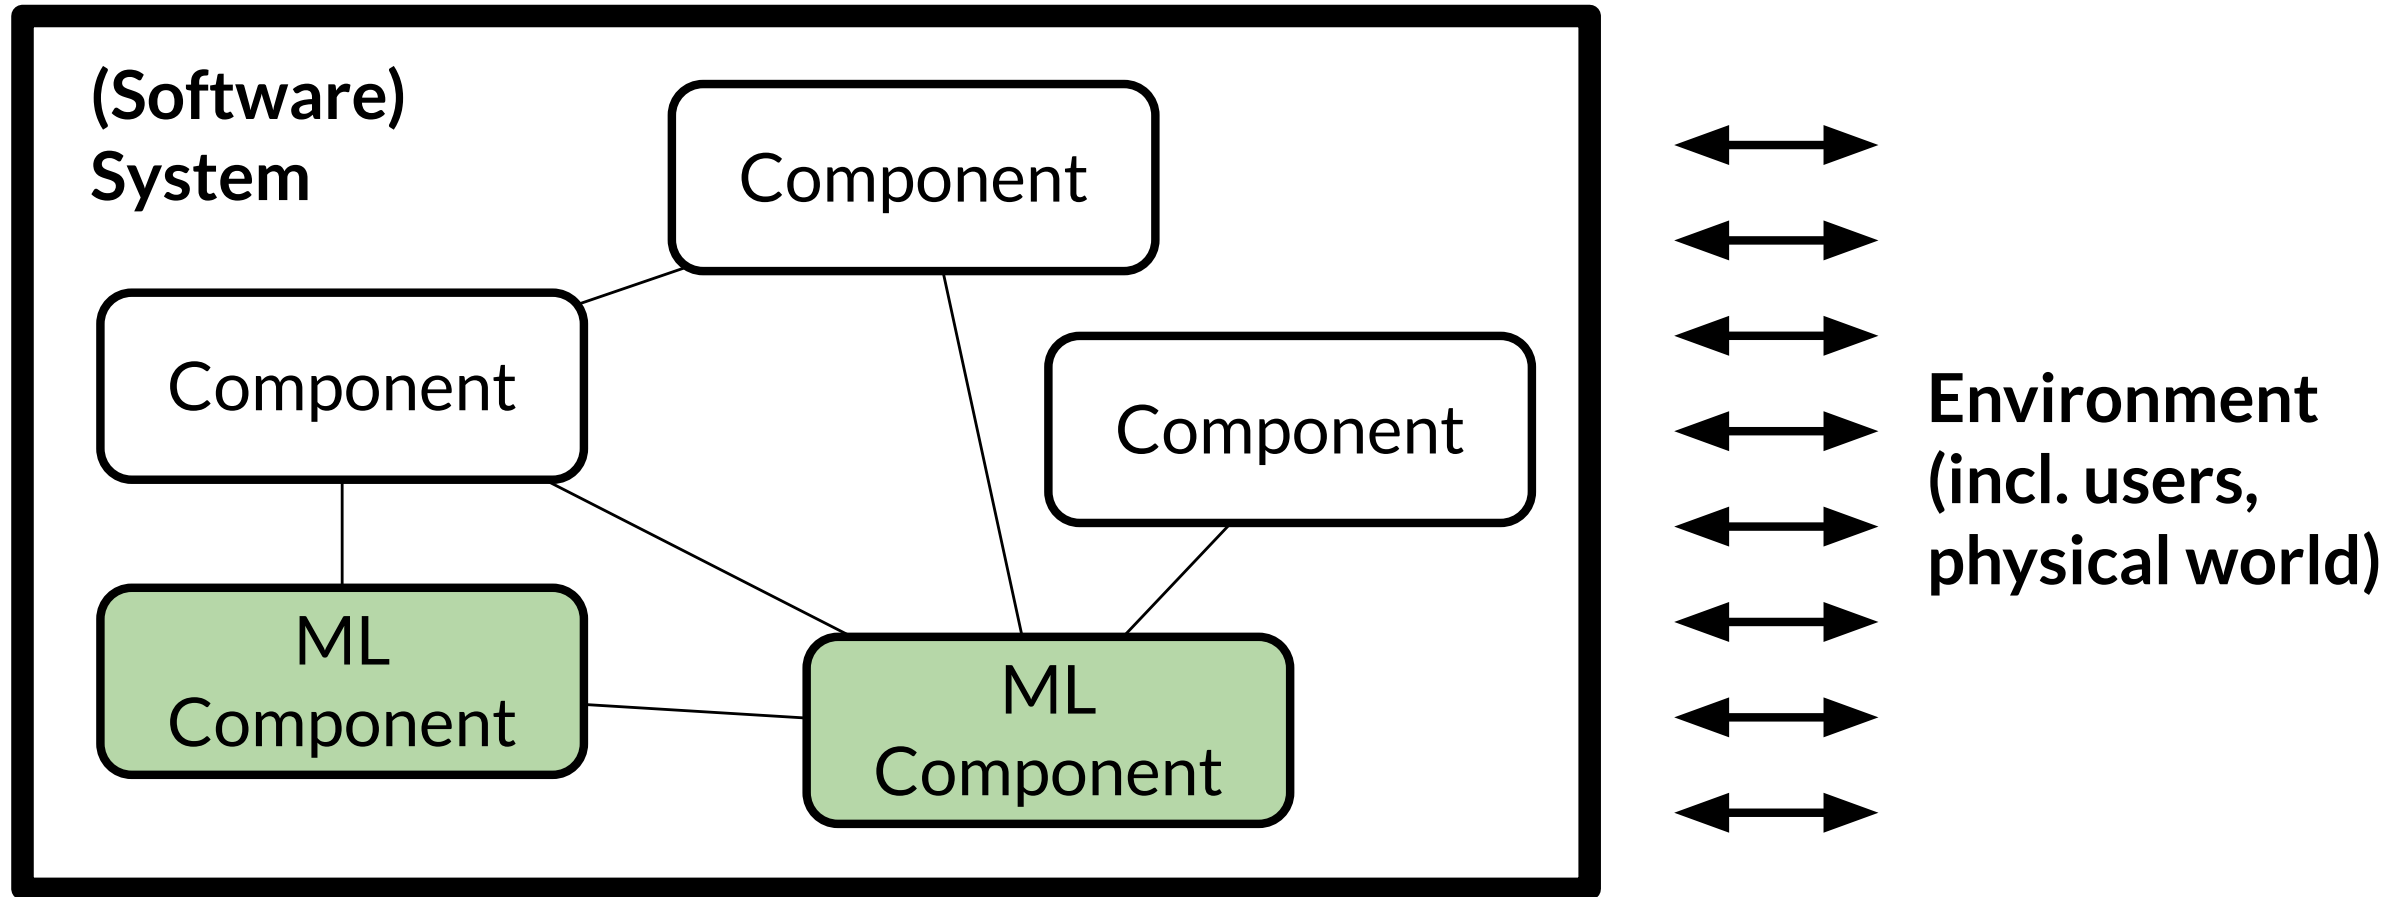 (Software)
System
Component
Component
Component
ML
Component
ML
Component
Environment
(incl. users,
physical world)